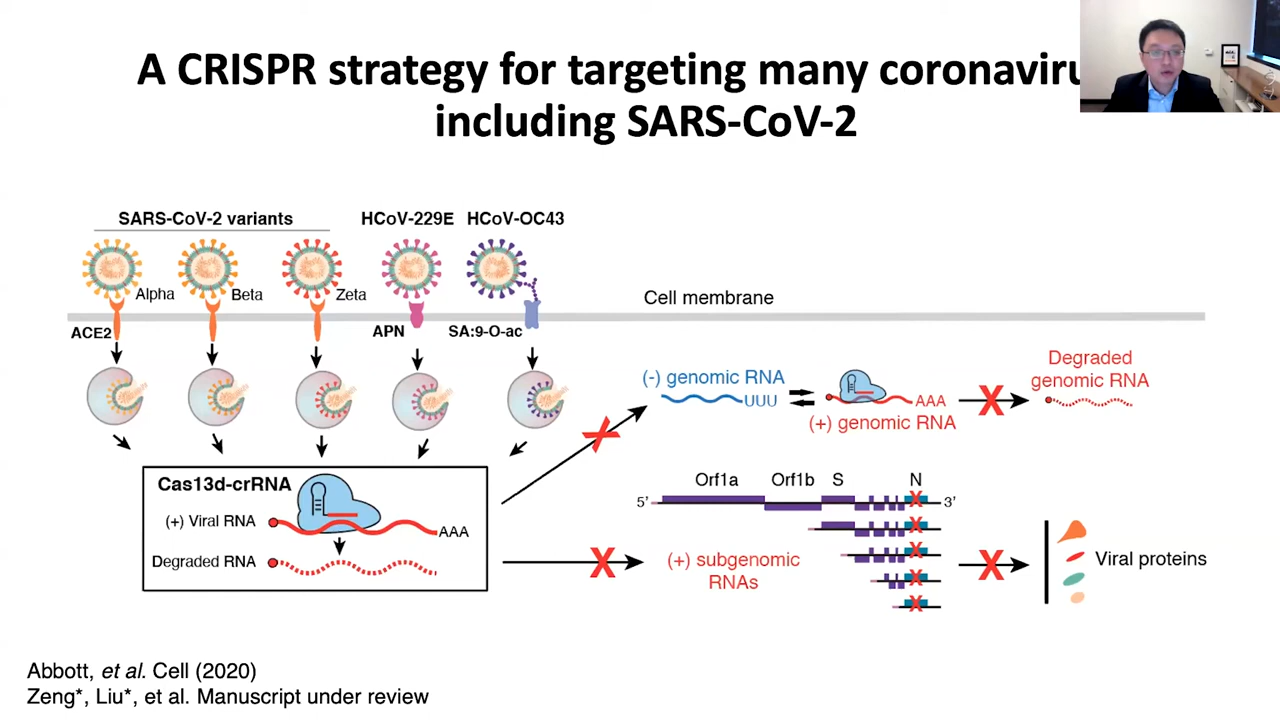 A CRISPR strategy for targeting many coronaviru
including SARS-CoV-2
SARS-CoV-2 variants
HCoV-229E
HCoV-OC43
Alpha
Beta
Zeta
Cell membrane
ACE2
APN
SA:9-O-ac
(-) genomic RNA
UUU
AAA
(+) genomic RNA
Degraded
genomic RNA
Cas13d-crRNA
(+) Viral RNA
AAA
Degraded RNA
Orf1a
Orf1b
S
N
5’
3’
(+) subgenomic
RNAs
Viral proteins
Abbott, et al. Cell (2020)
Zeng*, Liu*, et al. Manuscript under review